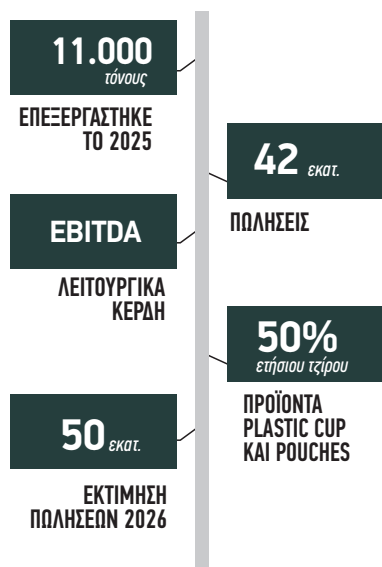 11.000
τόνους
ΕΠΕΞΕΡΓΑΣΤΗΚΕ
ΤΟ 2025
42 εκατ.
ΠΩΛΗΣΕΙΣ
EBITDA
ΛΕΙΤΟΥΡΓΙΚΑ
ΚΕΡΔΗ
50%
ετήσιου τζίρου
ΠΡΟΪΟΝΤΑ
PLASTIC CUP
ΚΑΙ POUCHES
50 εκατ.
ΕΚΤΙΜΗΣΗ
ΠΩΛΗΣΕΩΝ 2026